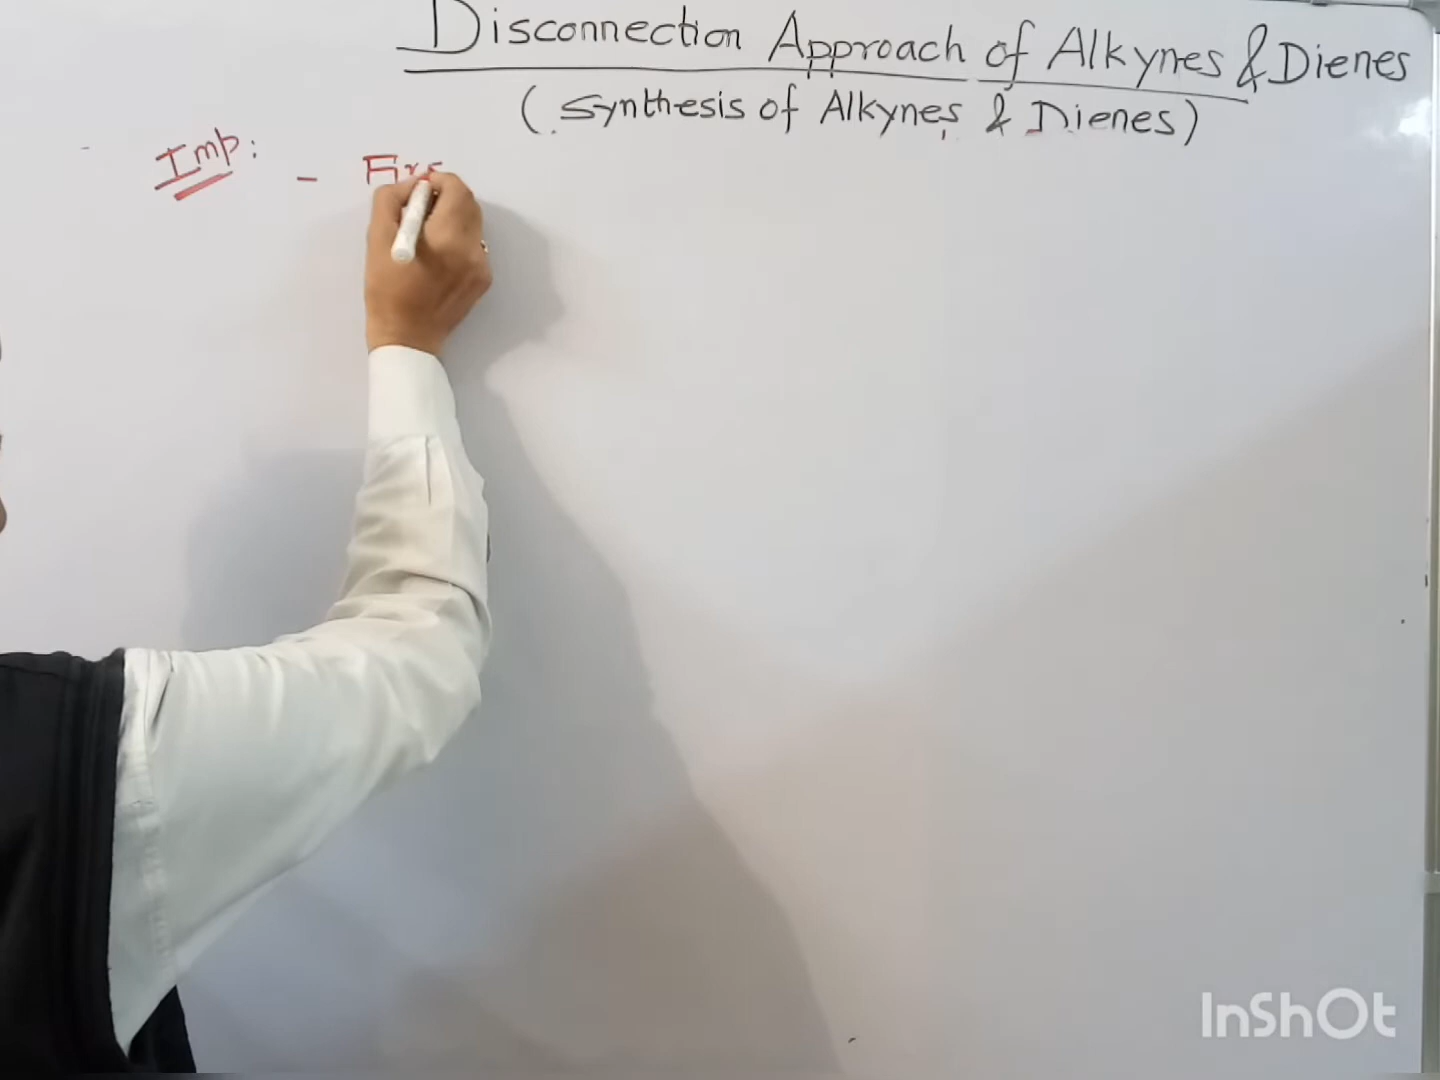 Disconnection Approach of Alkynes & Dienes
(Synthesis of Alkynes & Dienes)
Imp: -
InShOt